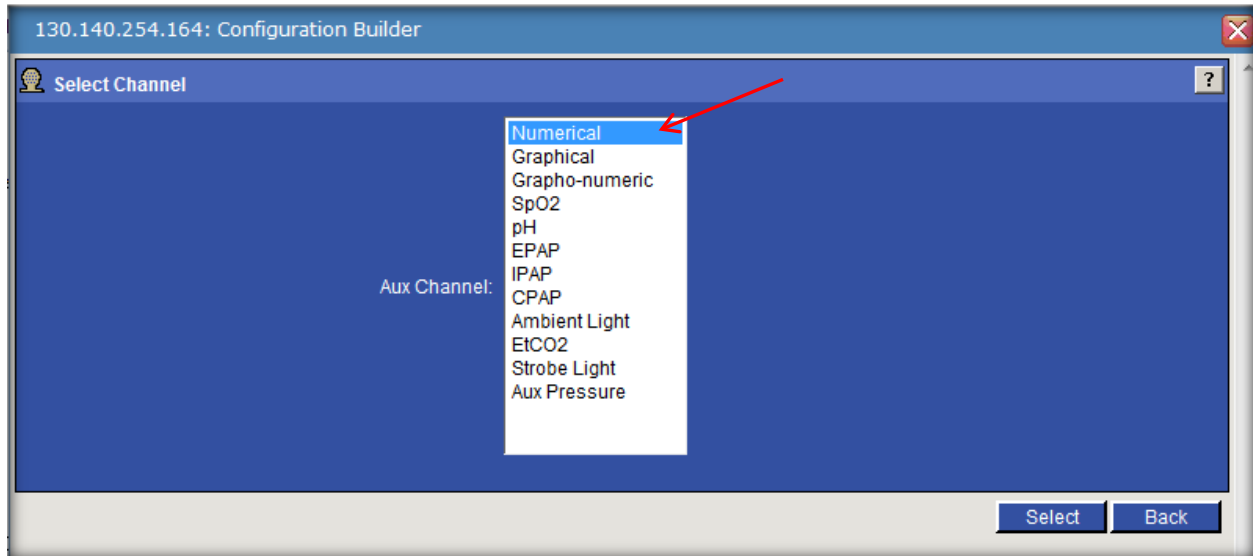 130.140.254.164: Configuration Builder
Select Channel
?
Numerical
Graphical
Grapho-numeric
SpO2
pH
EPAP
IPAP
Aux Channel:
CPAP
Ambient Light
EtCO2
Strobe Light
Aux Pressure
Select
Back